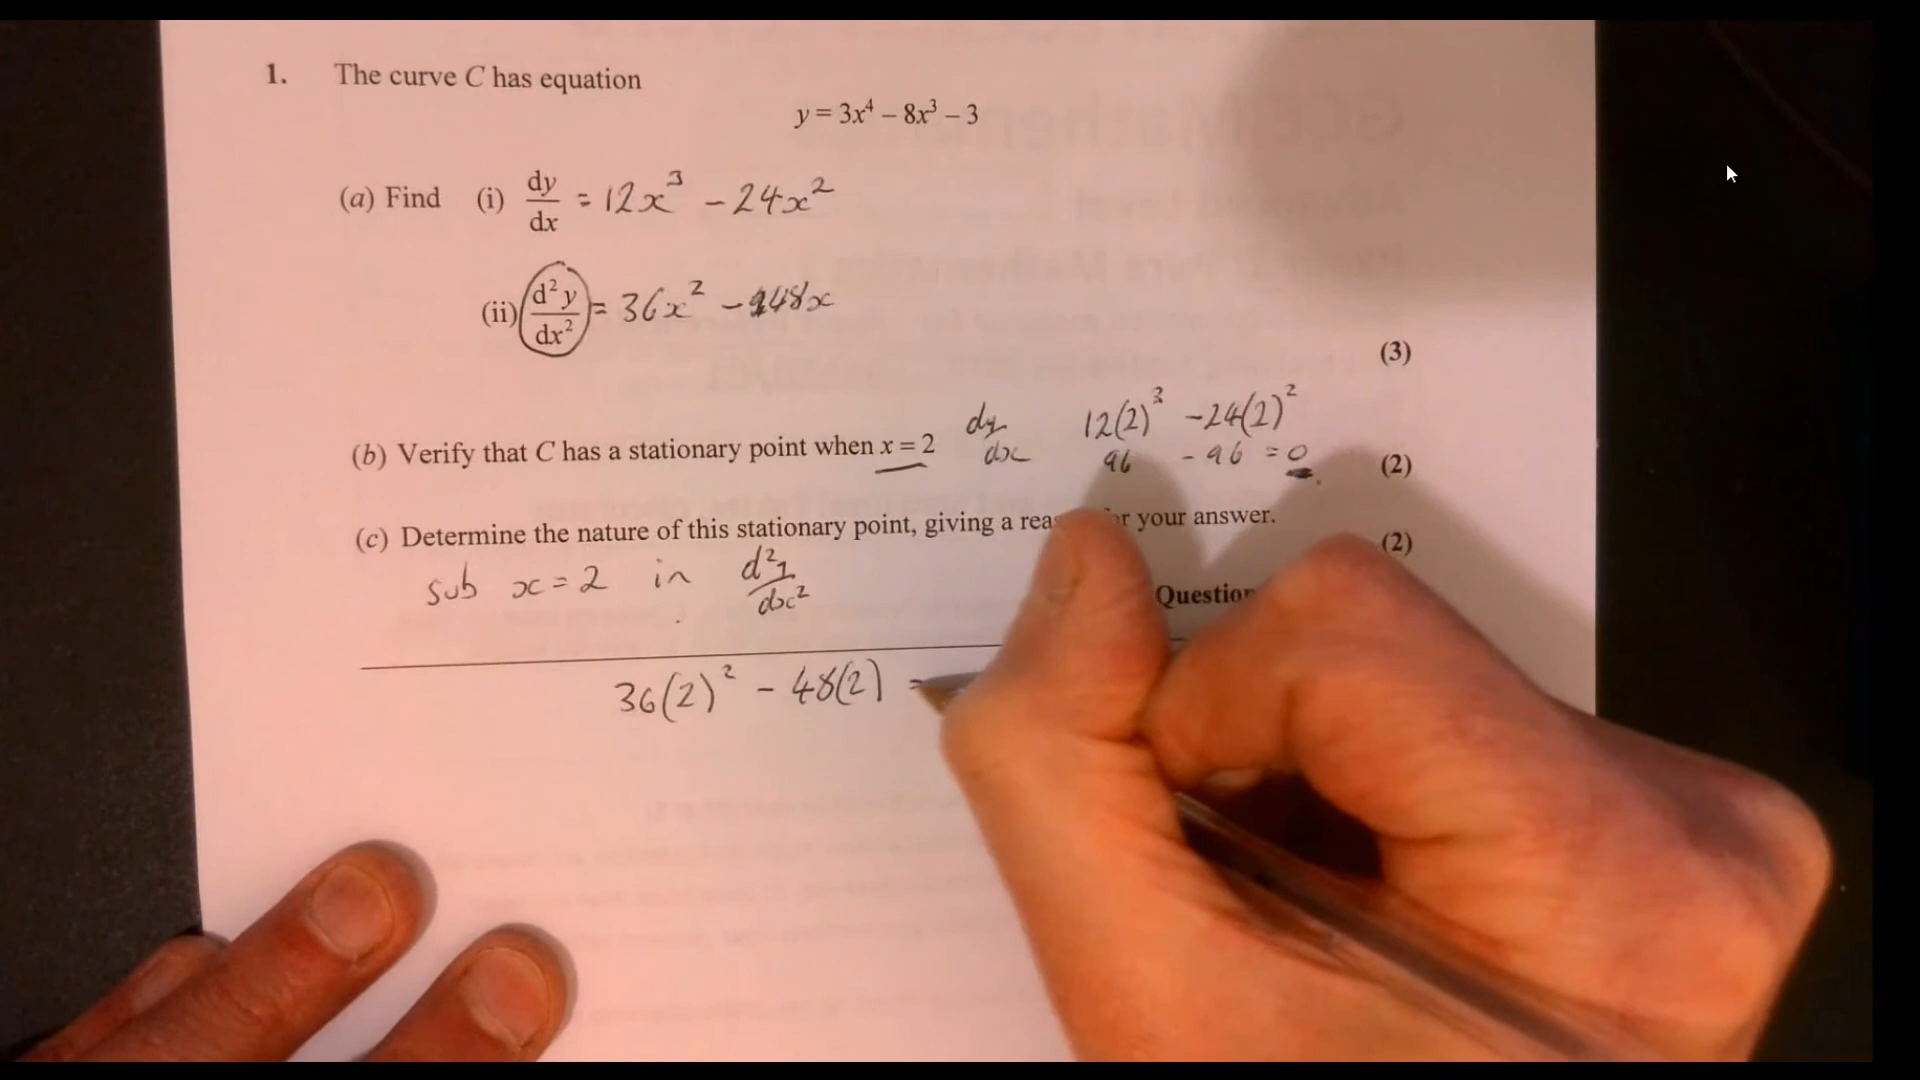 1. The curve C has equation
y = 3x⁴ – 8x³ – 3
(a) Find (i) dy/dx = 12x³ – 24x²
(ii) d²y/dx² = 36x² – 48x
(3)
dy/dx 12(2)³ – 24(2)²
(b) Verify that C has a stationary point when x = 2
96 – 96 = 0
(2)
(c) Determine the nature of this stationary point, giving a rea r your answer.
(2)
sub x = 2 in d²y/dx²
Question
36(2)² – 48(2) =